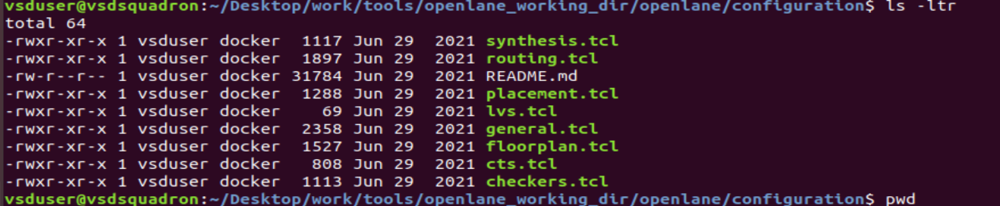 vsduser@vsdsquadron:~/Desktop/work/tools/openlane_working_dir/openlane/configuration$ ls -ltr
total 64
-rwxr-xr-x 1 vsduser docker  1117 Jun 29  2021 synthesis.tcl
-rwxr-xr-x 1 vsduser docker  1897 Jun 29  2021 routing.tcl
-rw-r--r-- 1 vsduser docker 31784 Jun 29  2021 README.md
-rwxr-xr-x 1 vsduser docker  1288 Jun 29  2021 placement.tcl
-rwxr-xr-x 1 vsduser docker    69 Jun 29  2021 lvs.tcl
-rwxr-xr-x 1 vsduser docker  2358 Jun 29  2021 general.tcl
-rwxr-xr-x 1 vsduser docker  1527 Jun 29  2021 floorplan.tcl
-rwxr-xr-x 1 vsduser docker   808 Jun 29  2021 cts.tcl
-rwxr-xr-x 1 vsduser docker  1113 Jun 29  2021 checkers.tcl
vsduser@vsdsquadron:~/Desktop/work/tools/openlane_working_dir/openlane/configuration$ pwd